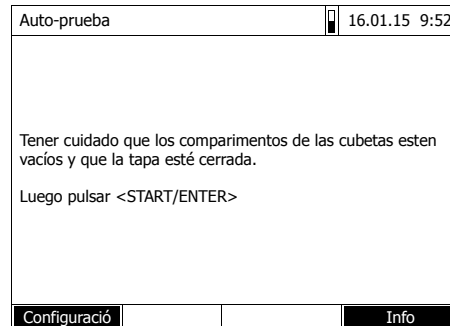 Auto-prueba
16.01.15 9:52
Tener cuidado que los comparimentos de las cubetas esten
vacíos y que la tapa esté cerrada.
Luego pulsar <START/ENTER>
Configuració
Info